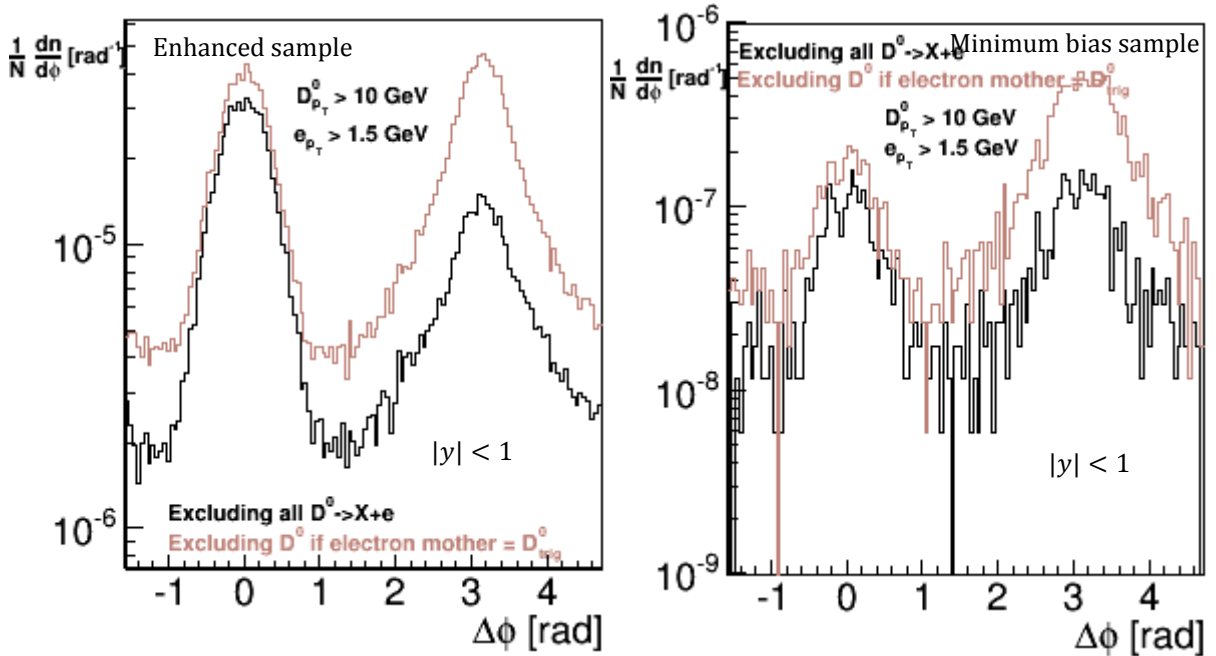 1/N dn/dϕ [rad⁻¹]
Enhanced sample
D⁰ₚT > 10 GeV
eₚT > 1.5 GeV
10⁻⁵
|y| < 1
10⁻⁶
Excluding all D⁰->X+e
Excluding D⁰ if electron mother = D⁰trig
-1 0 1 2 3 4
Δϕ [rad]
10⁻⁶
Minimum bias sample
Excluding all D⁰->X+e
1/N dn/dϕ [rad⁻¹]
Excluding D⁰ if electron mother = D⁰trig
D⁰ₚT > 10 GeV
eₚT > 1.5 GeV
10⁻⁷
10⁻⁸
|y| < 1
10⁻⁹
-1 0 1 2 3 4
Δϕ [rad]